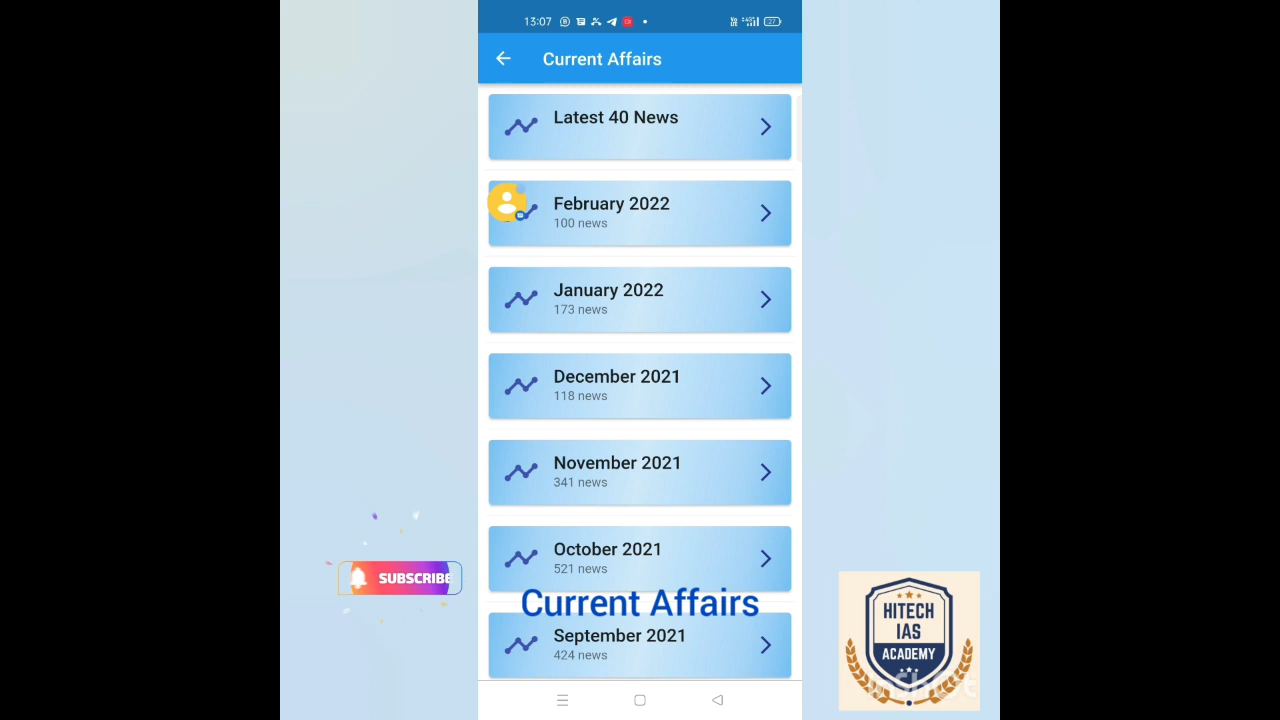 13:07
27
Current Affairs
Latest 40 News
February 2022
100 news
January 2022
173 news
December 2021
118 news
November 2021
341 news
October 2021
521 news
Current Affairs
September 2021
424 news
SUBSCRIBE
HITECH
IAS
ACADEMY